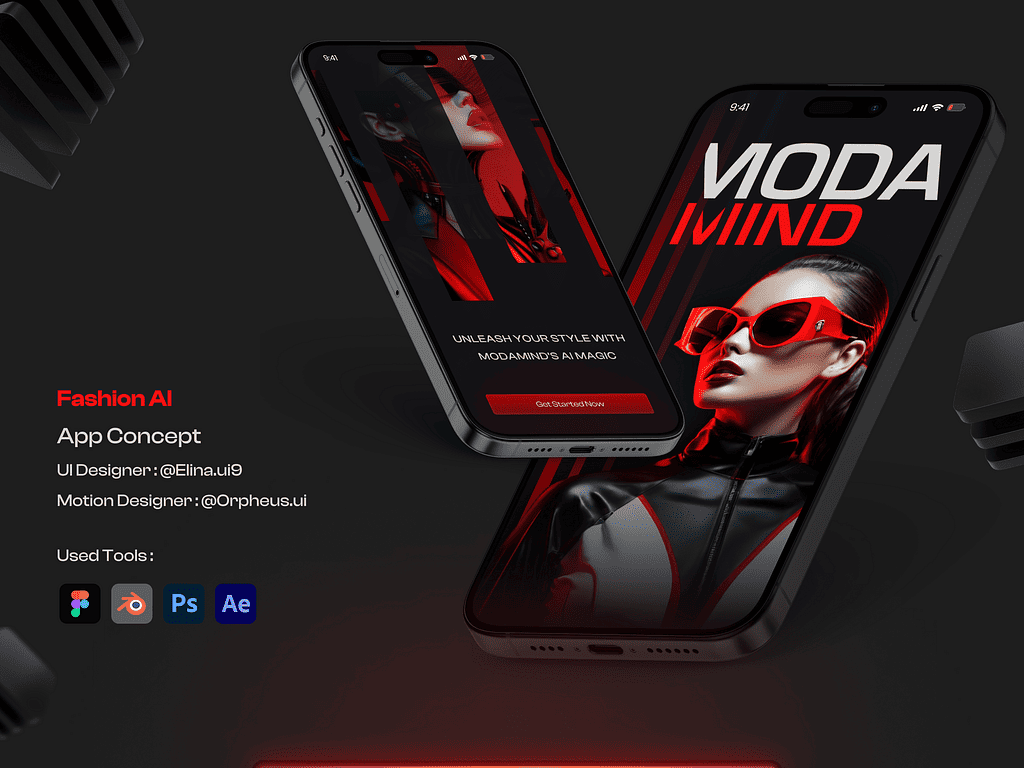 Fashion AI
App Concept
UI Designer : @Elina.ui9
Motion Designer : @Orpheus.ui
Used Tools :
Ps
Ae
9:41
UNLEASH YOUR STYLE WITH
MODAMIND'S AI MAGIC
Get Started Now
9:41
MODA
MIND